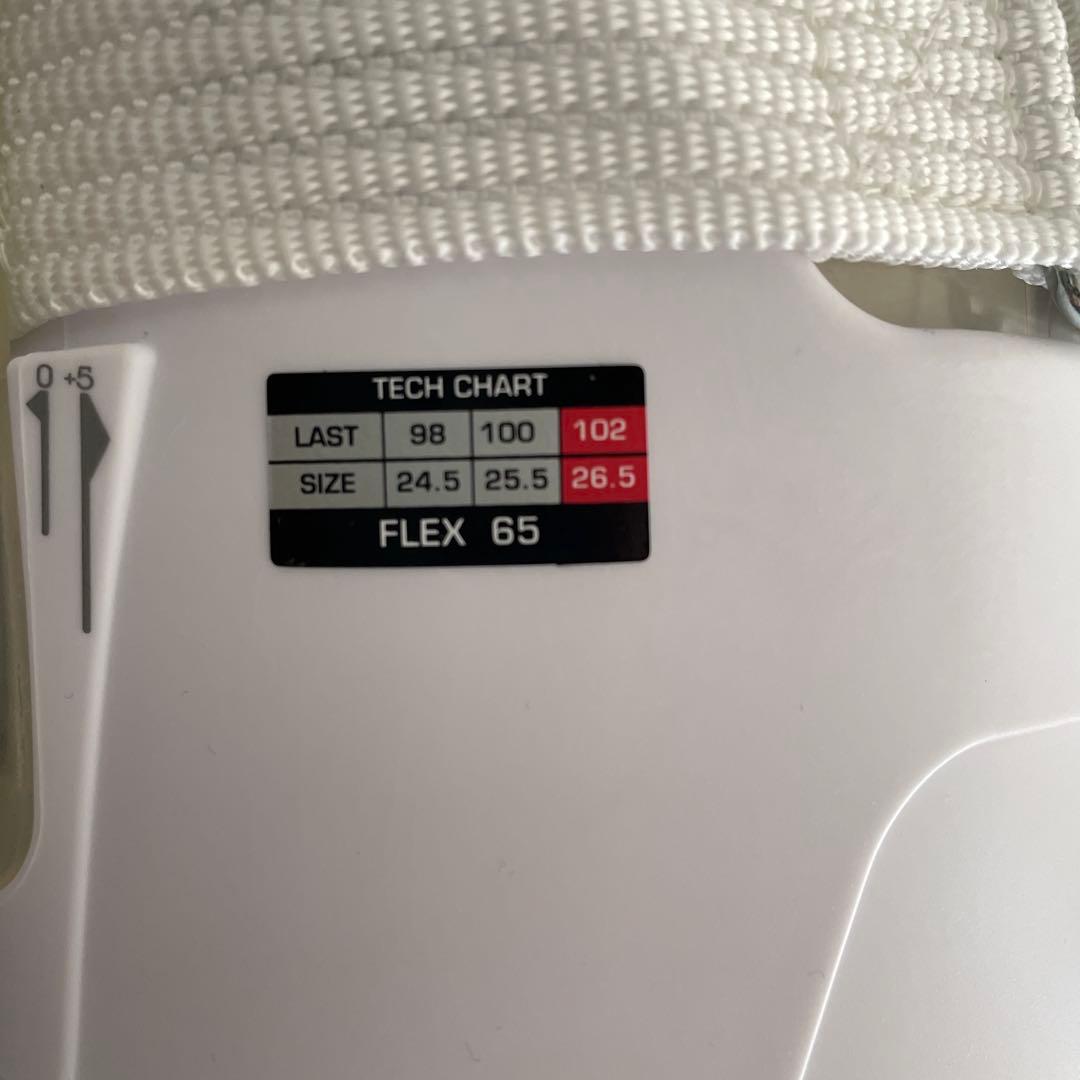 0 +5
TECH CHART
LAST 98 100 102
SIZE 24.5 25.5 26.5
FLEX 65